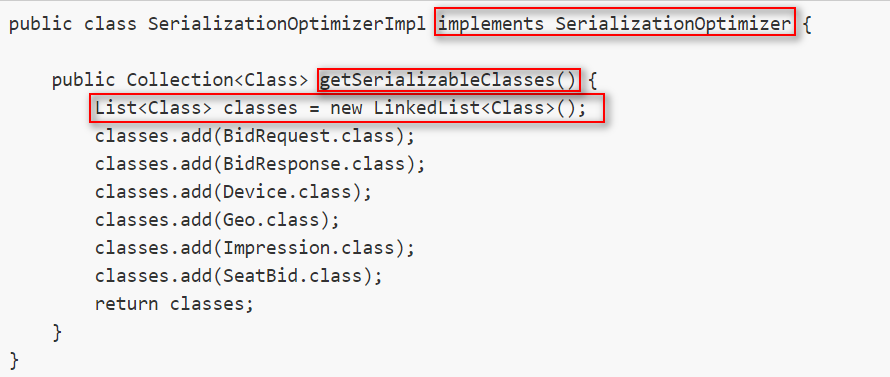 public class SerializationOptimizerImpl implements SerializationOptimizer {
    public Collection<Class> getSerializableClasses() {
        List<Class> classes = new LinkedList<Class>();
        classes.add(BidRequest.class);
        classes.add(BidResponse.class);
        classes.add(Device.class);
        classes.add(Geo.class);
        classes.add(Impression.class);
        classes.add(SeatBid.class);
        return classes;
    }
}